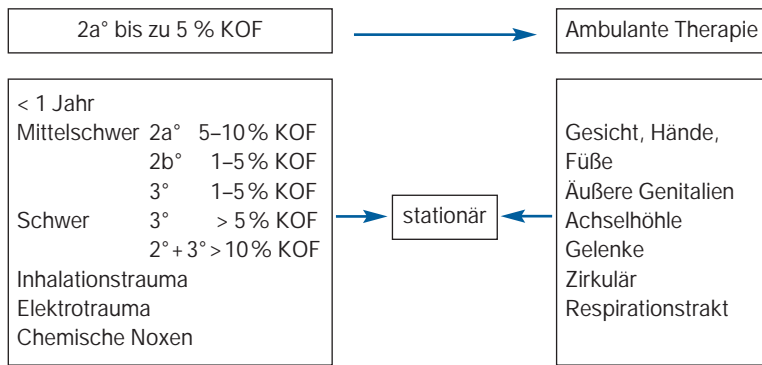 2a° bis zu 5 % KOF
Ambulante Therapie
< 1 Jahr
Mittelschwer 2a° 5–10 % KOF
2b° 1–5 % KOF
3° 1–5 % KOF
Schwer 3° > 5 % KOF
2° + 3° > 10 % KOF
Inhalationstrauma
Elektrotrauma
Chemische Noxen
stationär
Gesicht, Hände,
Füße
Äußere Genitalien
Achselhöhle
Gelenke
Zirkulär
Respirationstrakt